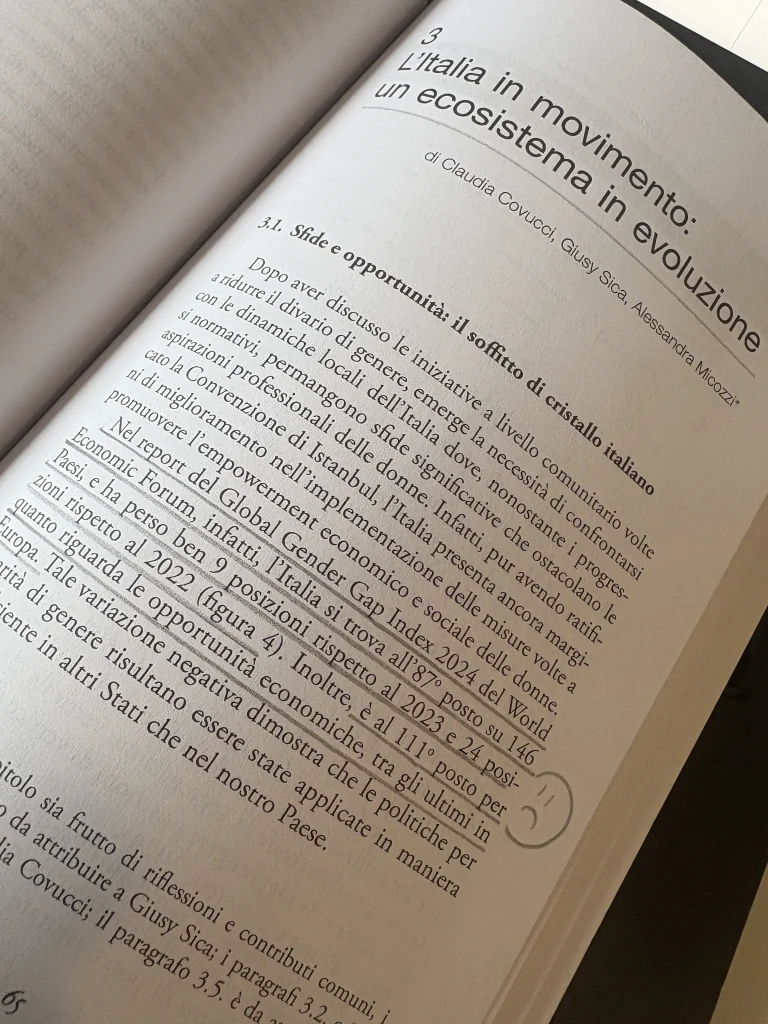 3
L'Italia in movimento:
un ecosistema in evoluzione
di Claudia Covucci, Giusy Sica, Alessandra Micozzi*
3.1. Sfide e opportunità: il soffitto di cristallo italiano
Dopo aver discusso le iniziative a livello comunitario volte
a ridurre il divario di genere, emerge la necessità di confrontarsi
con le dinamiche locali dell'Italia dove, nonostante i progres-
si normativi, permangono sfide significative che ostacolano le
aspirazioni professionali delle donne. Infatti, pur avendo ratifi-
cato la Convenzione di Istanbul, l'Italia presenta ancora margi-
ni di miglioramento nell'implementazione delle misure volte a
promuovere l'empowerment economico e sociale delle donne.
Nel report del Global Gender Gap Index 2024 del World
Economic Forum, infatti, l'Italia si trova all'87° posto su 146
Paesi, e ha perso ben 9 posizioni rispetto al 2023 e 24 posi-
zioni rispetto al 2022 (figura 4). Inoltre, è al 111° posto per
quanto riguarda le opportunità economiche, tra gli ultimi in
Europa. Tale variazione negativa dimostra che le politiche per
di genere risultano essere state applicate in maniera
in altri Stati che nel nostro Paese.
sia frutto di riflessioni e contributi comuni, i
da attribuire a Giusy Sica; i paragrafi 3.2.
Covucci; il paragrafo 3.5. è da
65